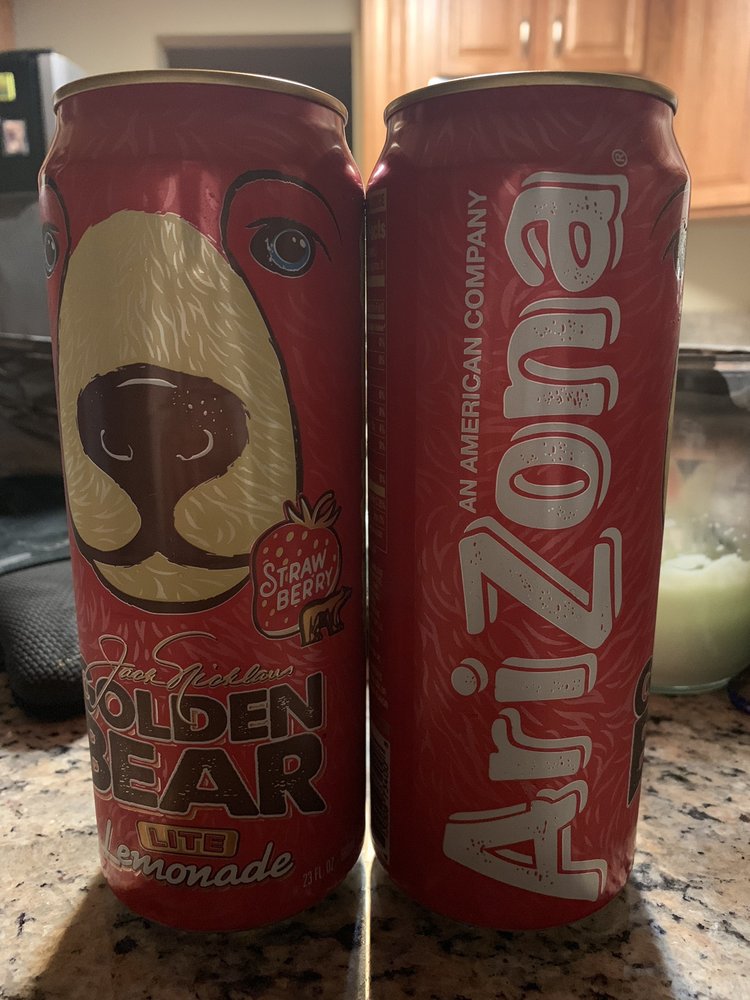 STRAW
BERRY
Jack Nicklaus
GOLDEN
BEAR
LITE
Lemonade
23 FL OZ
AriZona®
AN AMERICAN COMPANY